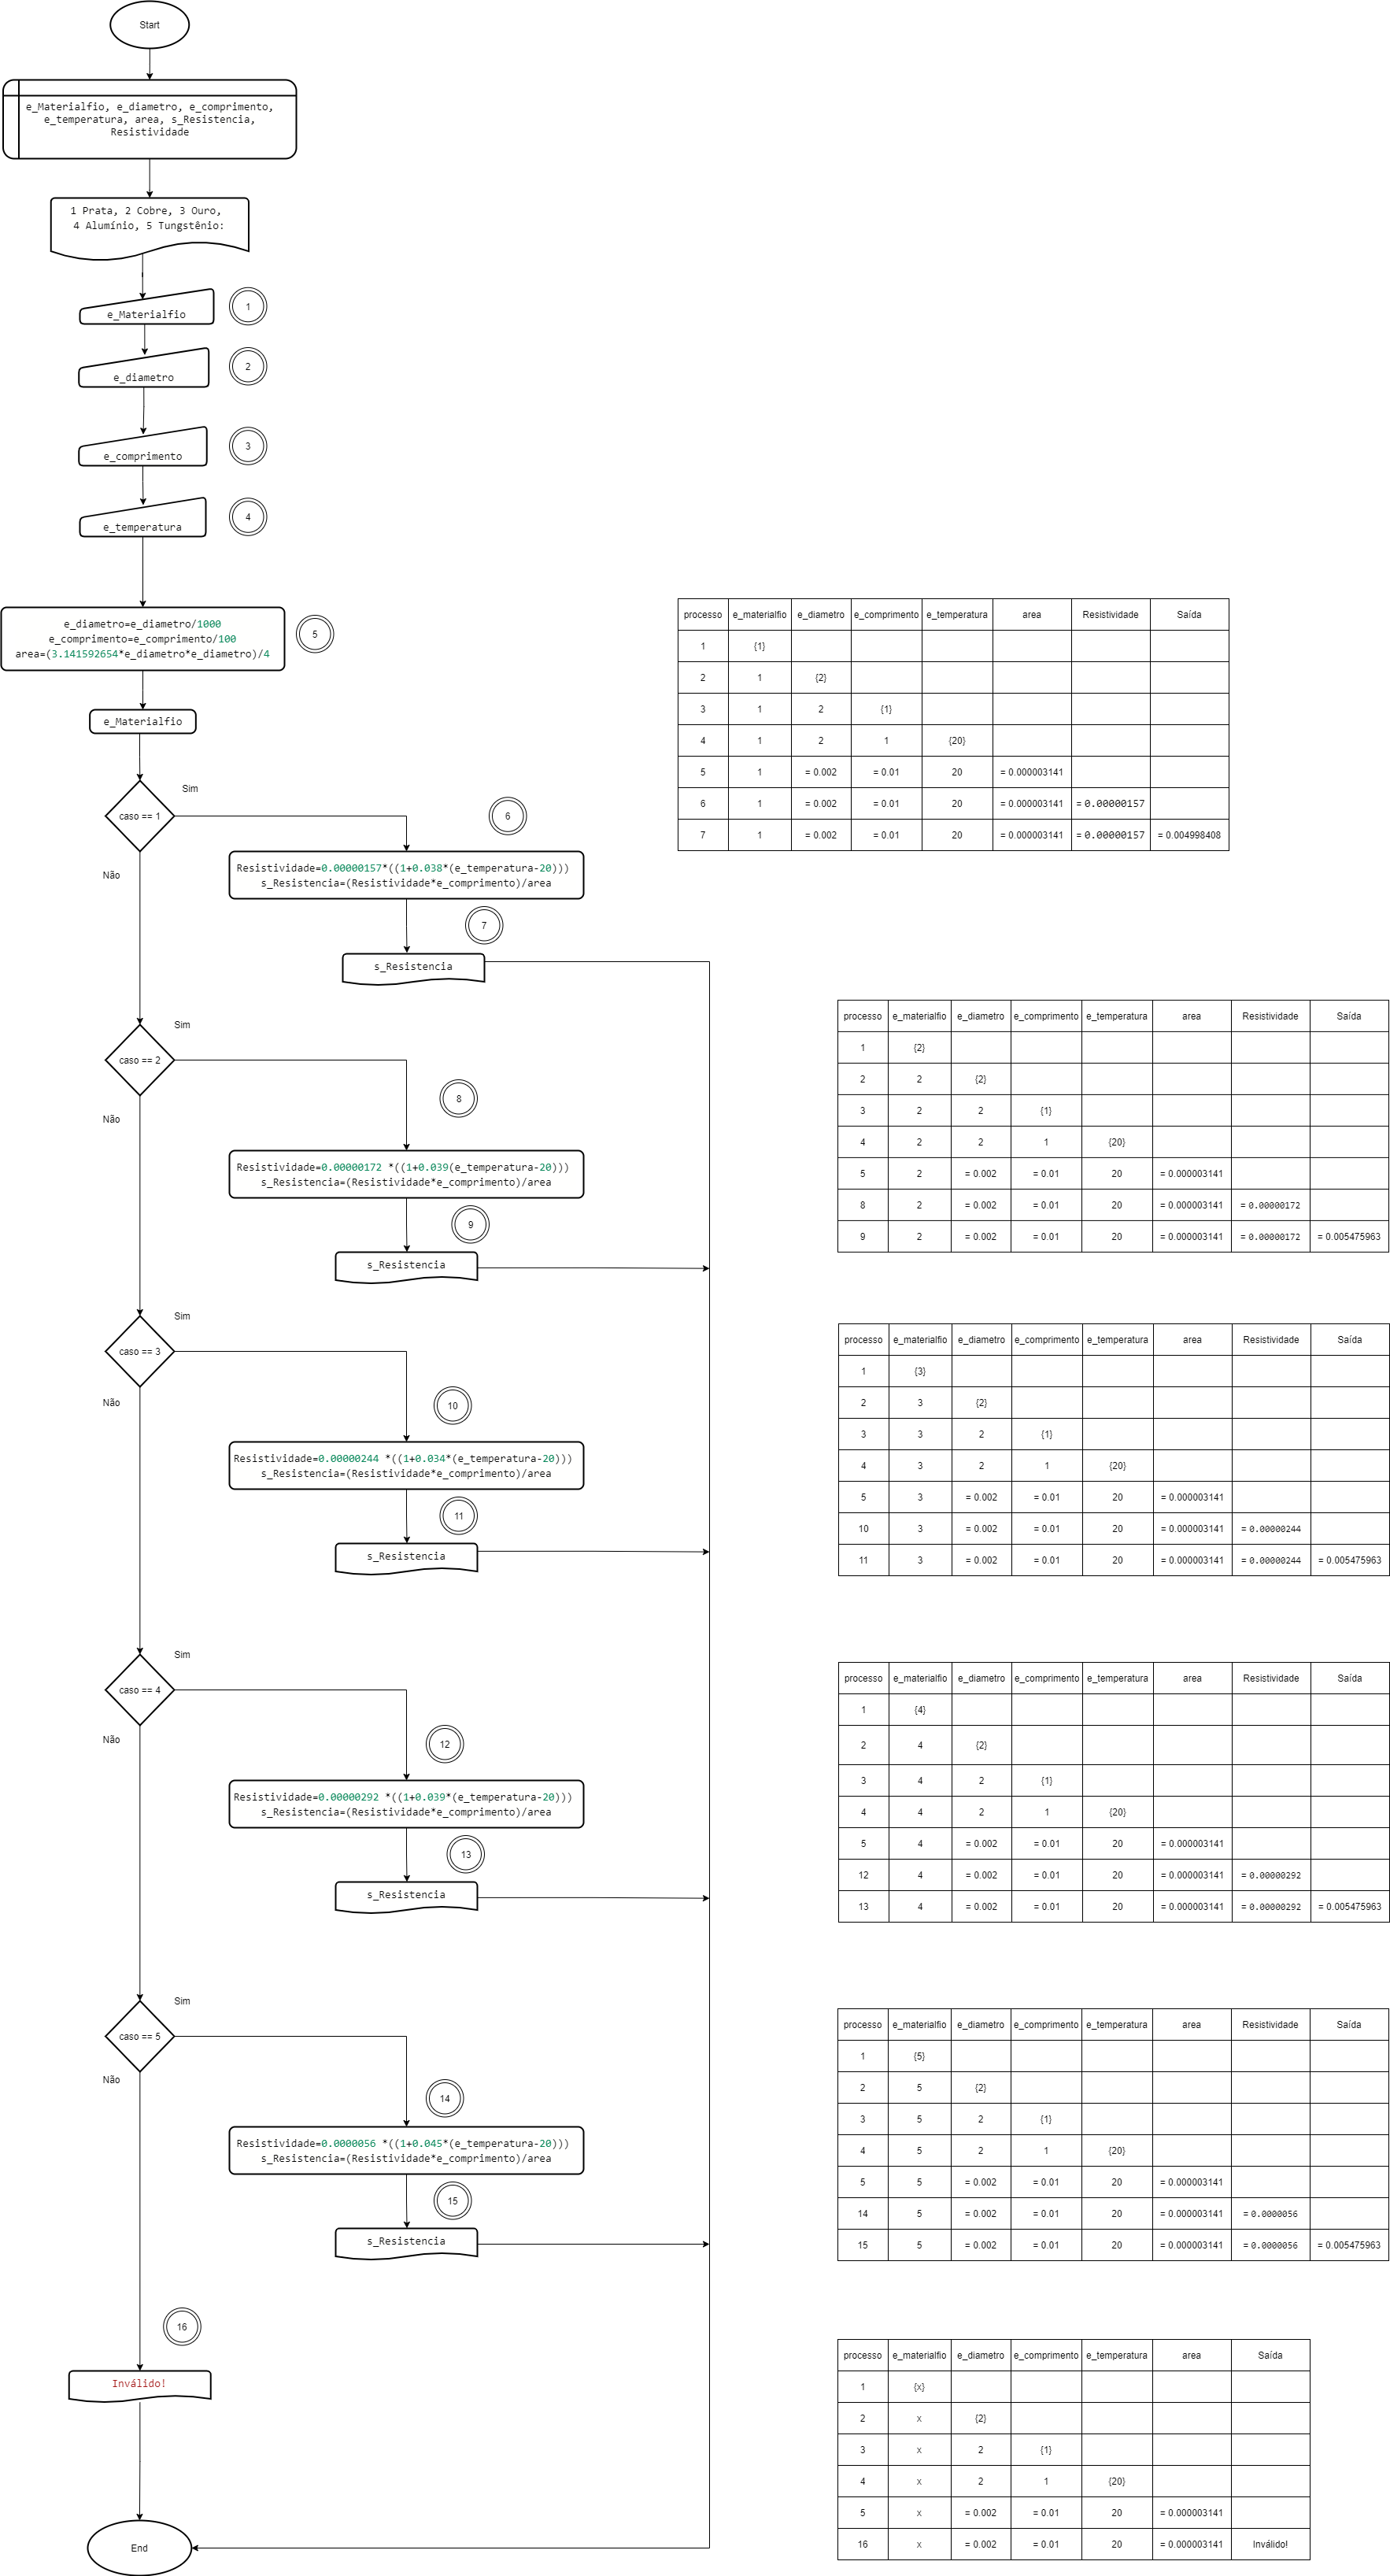 Start
e_Materialfio, e_diametro, e_comprimento,
e_temperatura, area, s_Resistencia,
Resistividade
1 Prata, 2 Cobre, 3 Ouro,
4 Alumínio, 5 Tungstênio:
e_Materialfio
1
e_diametro
2
e_comprimento
3
e_temperatura
4
e_diametro=e_diametro/1000
e_comprimento=e_comprimento/100
area=(3.141592654*e_diametro*e_diametro)/4
5
e_Materialfio
caso == 1
Sim
Não
6
Resistividade=0.00000157*((1+0.038*(e_temperatura-20)))
s_Resistencia=(Resistividade*e_comprimento)/area
7
s_Resistencia
caso == 2
Sim
Não
8
Resistividade=0.00000172 *((1+0.039(e_temperatura-20)))
s_Resistencia=(Resistividade*e_comprimento)/area
9
s_Resistencia
caso == 3
Sim
Não
10
Resistividade=0.00000244 *((1+0.034*(e_temperatura-20)))
s_Resistencia=(Resistividade*e_comprimento)/area
11
s_Resistencia
caso == 4
Sim
Não
12
Resistividade=0.00000292 *((1+0.039*(e_temperatura-20)))
s_Resistencia=(Resistividade*e_comprimento)/area
13
s_Resistencia
caso == 5
Sim
Não
14
Resistividade=0.0000056 *((1+0.045*(e_temperatura-20)))
s_Resistencia=(Resistividade*e_comprimento)/area
15
s_Resistencia
16
Inválido!
End
processo e_materialfio e_diametro e_comprimento e_temperatura area Resistividade Saída
1 {1}
2 1 {2}
3 1 2 {1}
4 1 2 1 {20}
5 1 = 0.002 = 0.01 20 = 0.000003141
6 1 = 0.002 = 0.01 20 = 0.000003141 = 0.00000157
7 1 = 0.002 = 0.01 20 = 0.000003141 = 0.00000157 = 0.004998408
processo e_materialfio e_diametro e_comprimento e_temperatura area Resistividade Saída
1 {2}
2 2 {2}
3 2 2 {1}
4 2 2 1 {20}
5 2 = 0.002 = 0.01 20 = 0.000003141
8 2 = 0.002 = 0.01 20 = 0.000003141 = 0.00000172
9 2 = 0.002 = 0.01 20 = 0.000003141 = 0.00000172 = 0.005475963
processo e_materialfio e_diametro e_comprimento e_temperatura area Resistividade Saída
1 {3}
2 3 {2}
3 3 2 {1}
4 3 2 1 {20}
5 3 = 0.002 = 0.01 20 = 0.000003141
10 3 = 0.002 = 0.01 20 = 0.000003141 = 0.00000244
11 3 = 0.002 = 0.01 20 = 0.000003141 = 0.00000244 = 0.005475963
processo e_materialfio e_diametro e_comprimento e_temperatura area Resistividade Saída
1 {4}
2 4 {2}
3 4 2 {1}
4 4 2 1 {20}
5 4 = 0.002 = 0.01 20 = 0.000003141
12 4 = 0.002 = 0.01 20 = 0.000003141 = 0.00000292
13 4 = 0.002 = 0.01 20 = 0.000003141 = 0.00000292 = 0.005475963
processo e_materialfio e_diametro e_comprimento e_temperatura area Resistividade Saída
1 {5}
2 5 {2}
3 5 2 {1}
4 5 2 1 {20}
5 5 = 0.002 = 0.01 20 = 0.000003141
14 5 = 0.002 = 0.01 20 = 0.000003141 = 0.0000056
15 5 = 0.002 = 0.01 20 = 0.000003141 = 0.0000056 = 0.005475963
processo e_materialfio e_diametro e_comprimento e_temperatura area Saída
1 {x}
2 x {2}
3 x 2 {1}
4 x 2 1 {20}
5 x = 0.002 = 0.01 20 = 0.000003141
16 x = 0.002 = 0.01 20 = 0.000003141 Inválido!